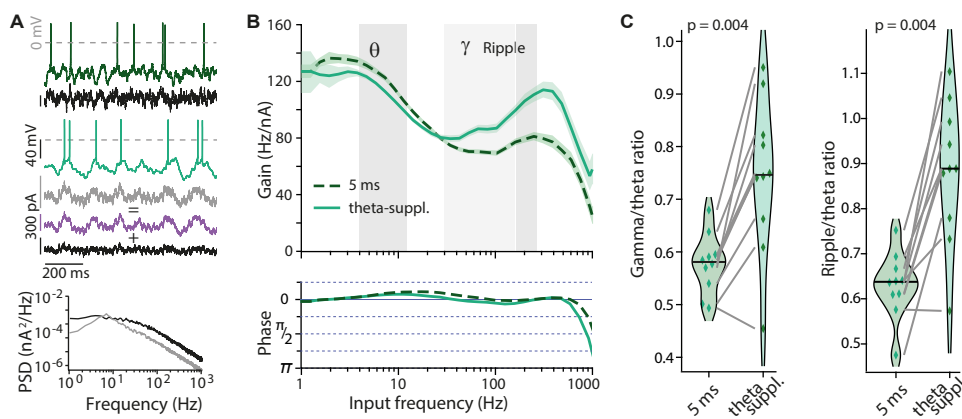 A
0 mV
40 mV
300 pA
=
+
200 ms
PSD (nA²/Hz)
10⁻²
10⁻⁴
10⁻⁶
10⁰ 10¹ 10² 10³
Frequency (Hz)
B
Gain (Hz/nA)
160
120
80
40
0
θ
γ Ripple
5 ms
theta-suppl.
Phase
0
π/2
π
1 10 100 1000
Input frequency (Hz)
C
p = 0.004
Gamma/theta ratio
1.0
0.9
0.8
0.7
0.6
0.5
0.4
5 ms
theta
suppl.
p = 0.004
Ripple/theta ratio
1.1
1.0
0.9
0.8
0.7
0.6
0.5
5 ms
theta
suppl.